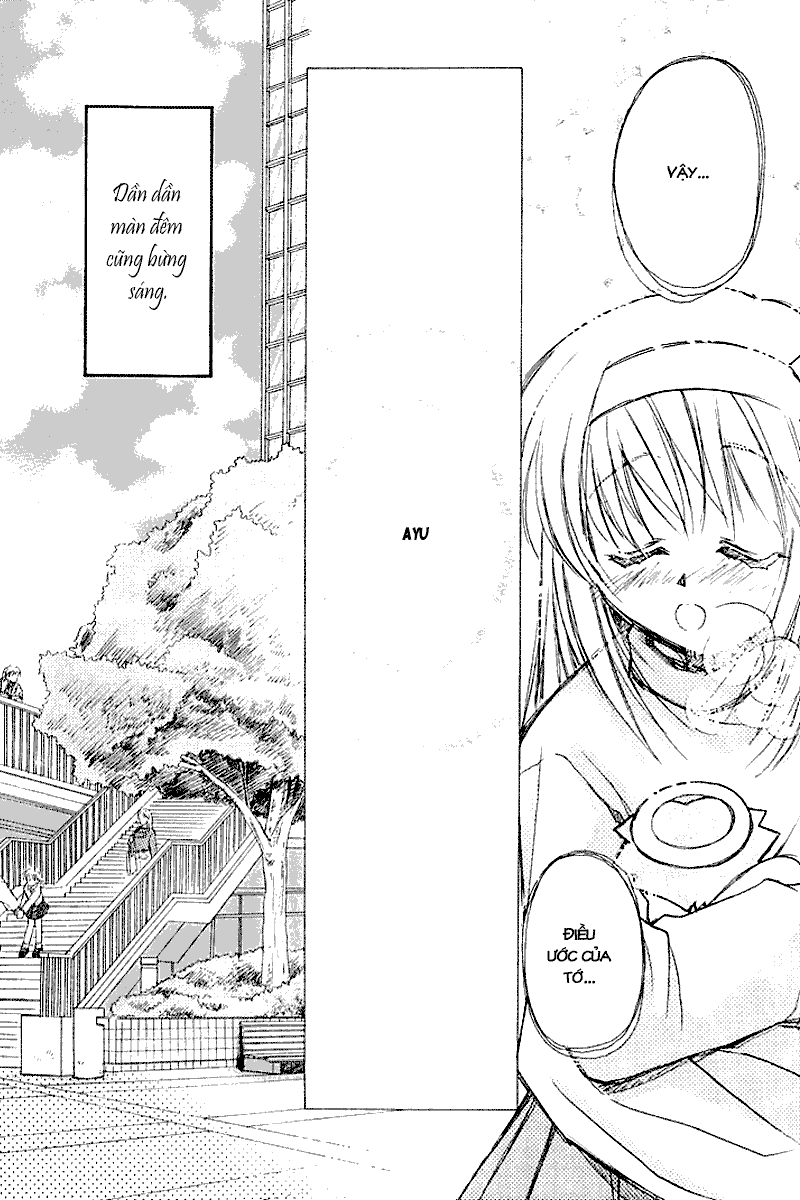 VẬY...
ĐIỀU
ƯỚC CỦA
TỚ...
AYU
Dần dần
màn đêm
cũng bừng
sáng.